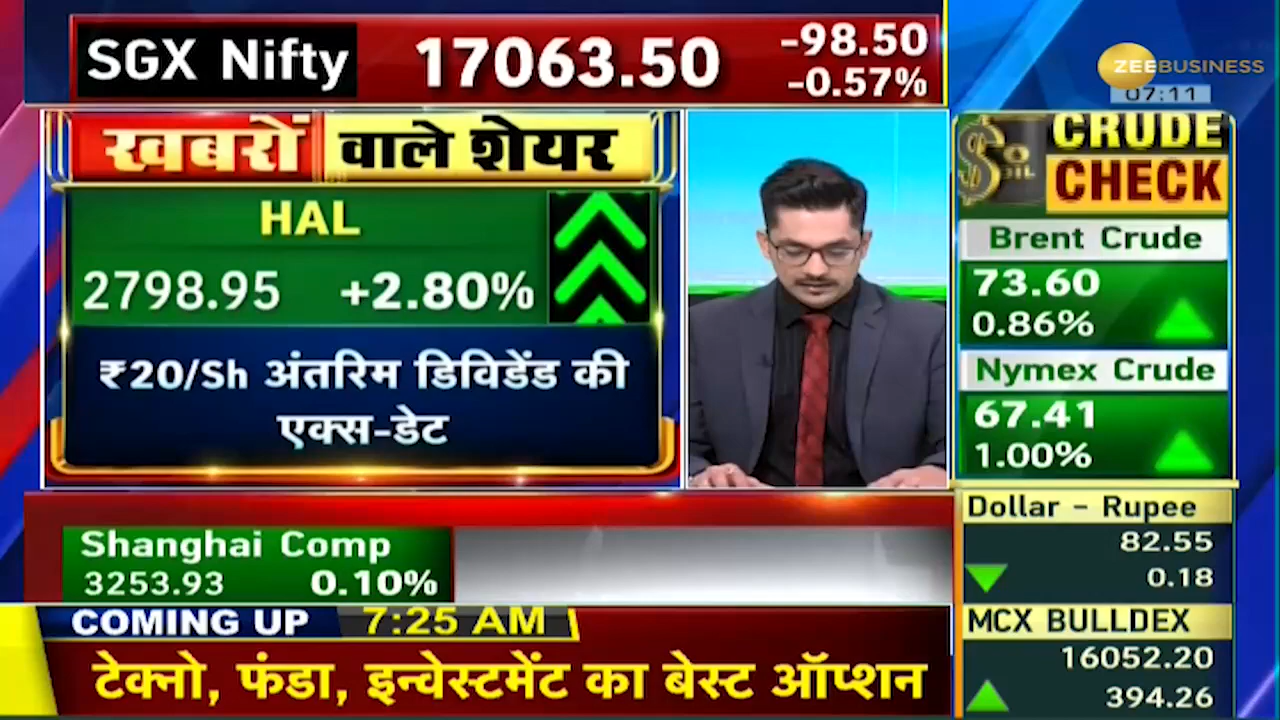 SGX Nifty 17063.50 -98.50
-0.57%
ZEEBUSINESS
07:11
खबरों वाले शेयर
HAL
2798.95 +2.80%
₹20/Sh अंतरिम डिविडेंड की
एक्स-डेट
$
OIL
CRUDE
CHECK
Brent Crude
73.60
0.86%
Nymex Crude
67.41
1.00%
Dollar - Rupee
82.55
0.18
MCX BULLDEX
16052.20
394.26
Shanghai Comp
3253.93 0.10%
COMING UP 7:25 AM
टेक्नो, फंडा, इन्वेस्टमेंट का बेस्ट ऑप्शन